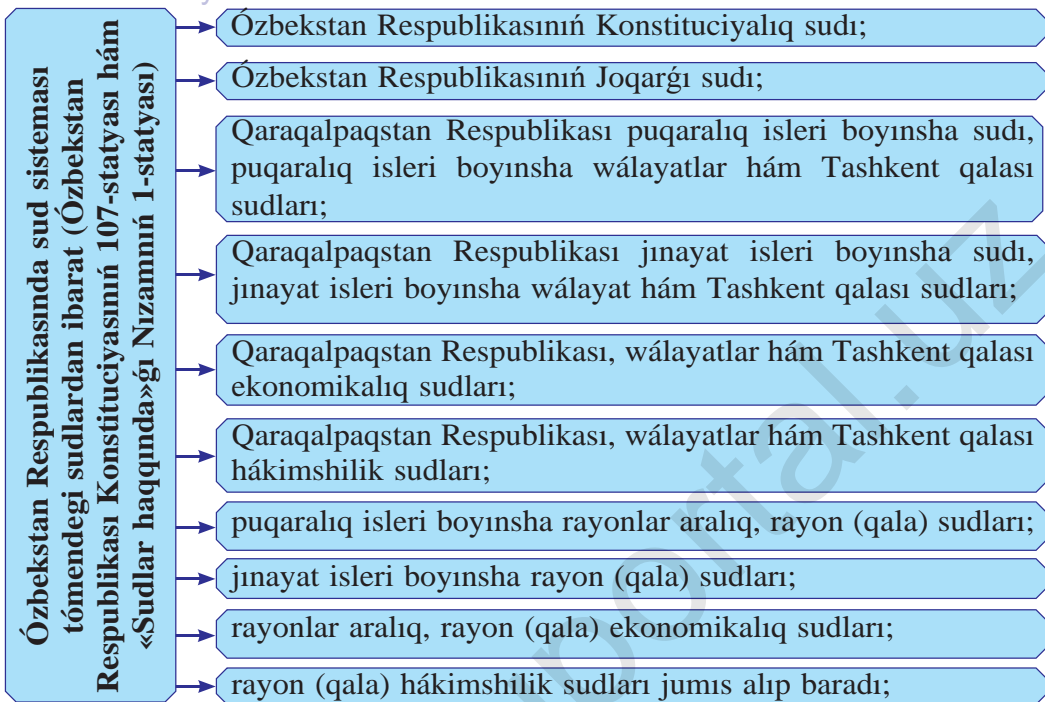 Ózbekstan Respublikasında sud sisteması
tómendegi sudlardan ibarat (Ózbekstan
Respublikası Konstituciyasınıń 107-statyası hám
«Sudlar haqqında»ǵı Nızamnıń 1-statyası)
Ózbekstan Respublikasınıń Konstituciyalıq sudı;
Ózbekstan Respublikasınıń Joqarǵı sudı;
Qaraqalpaqstan Respublikası puqaralıq isleri boyınsha sudı,
puqaralıq isleri boyınsha wálayatlar hám Tashkent qalası
sudları;
Qaraqalpaqstan Respublikası jınayat isleri boyınsha sudı,
jınayat isleri boyınsha wálayat hám Tashkent qalası sudları;
Qaraqalpaqstan Respublikası, wálayatlar hám Tashkent qalası
ekonomikalıq sudları;
Qaraqalpaqstan Respublikası, wálayatlar hám Tashkent qalası
hákimshilik sudları;
puqaralıq isleri boyınsha rayonlar aralıq, rayon (qala) sudları;
jınayat isleri boyınsha rayon (qala) sudları;
rayonlar aralıq, rayon (qala) ekonomikalıq sudları;
rayon (qala) hákimshilik sudları jumıs alıp baradı;
portal.uz